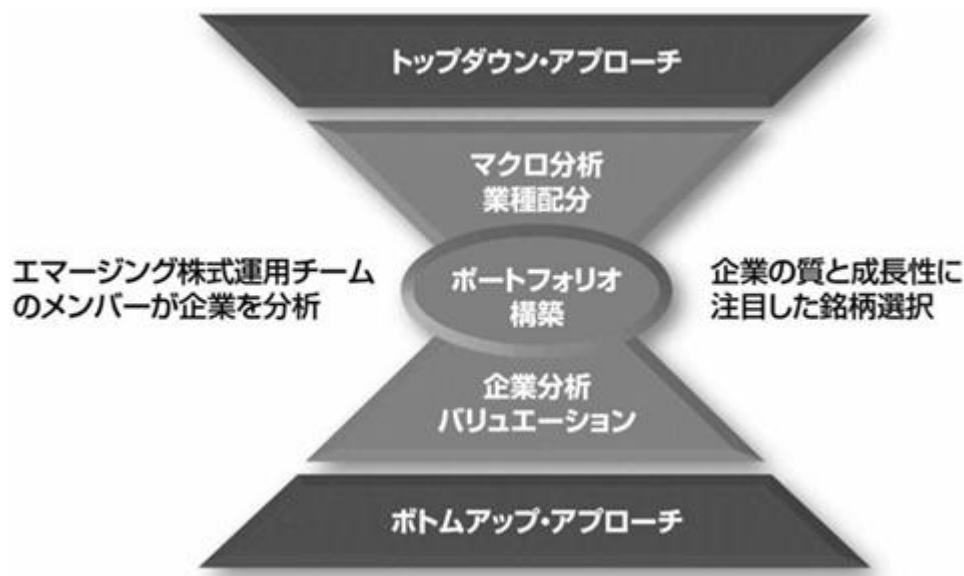 トップダウン・アプローチ
マクロ分析
業種配分
エマージング株式運用チーム
のメンバーが企業を分析
ポートフォリオ
構築
企業の質と成長性に
注目した銘柄選択
企業分析
バリュエーション
ボトムアップ・アプローチ